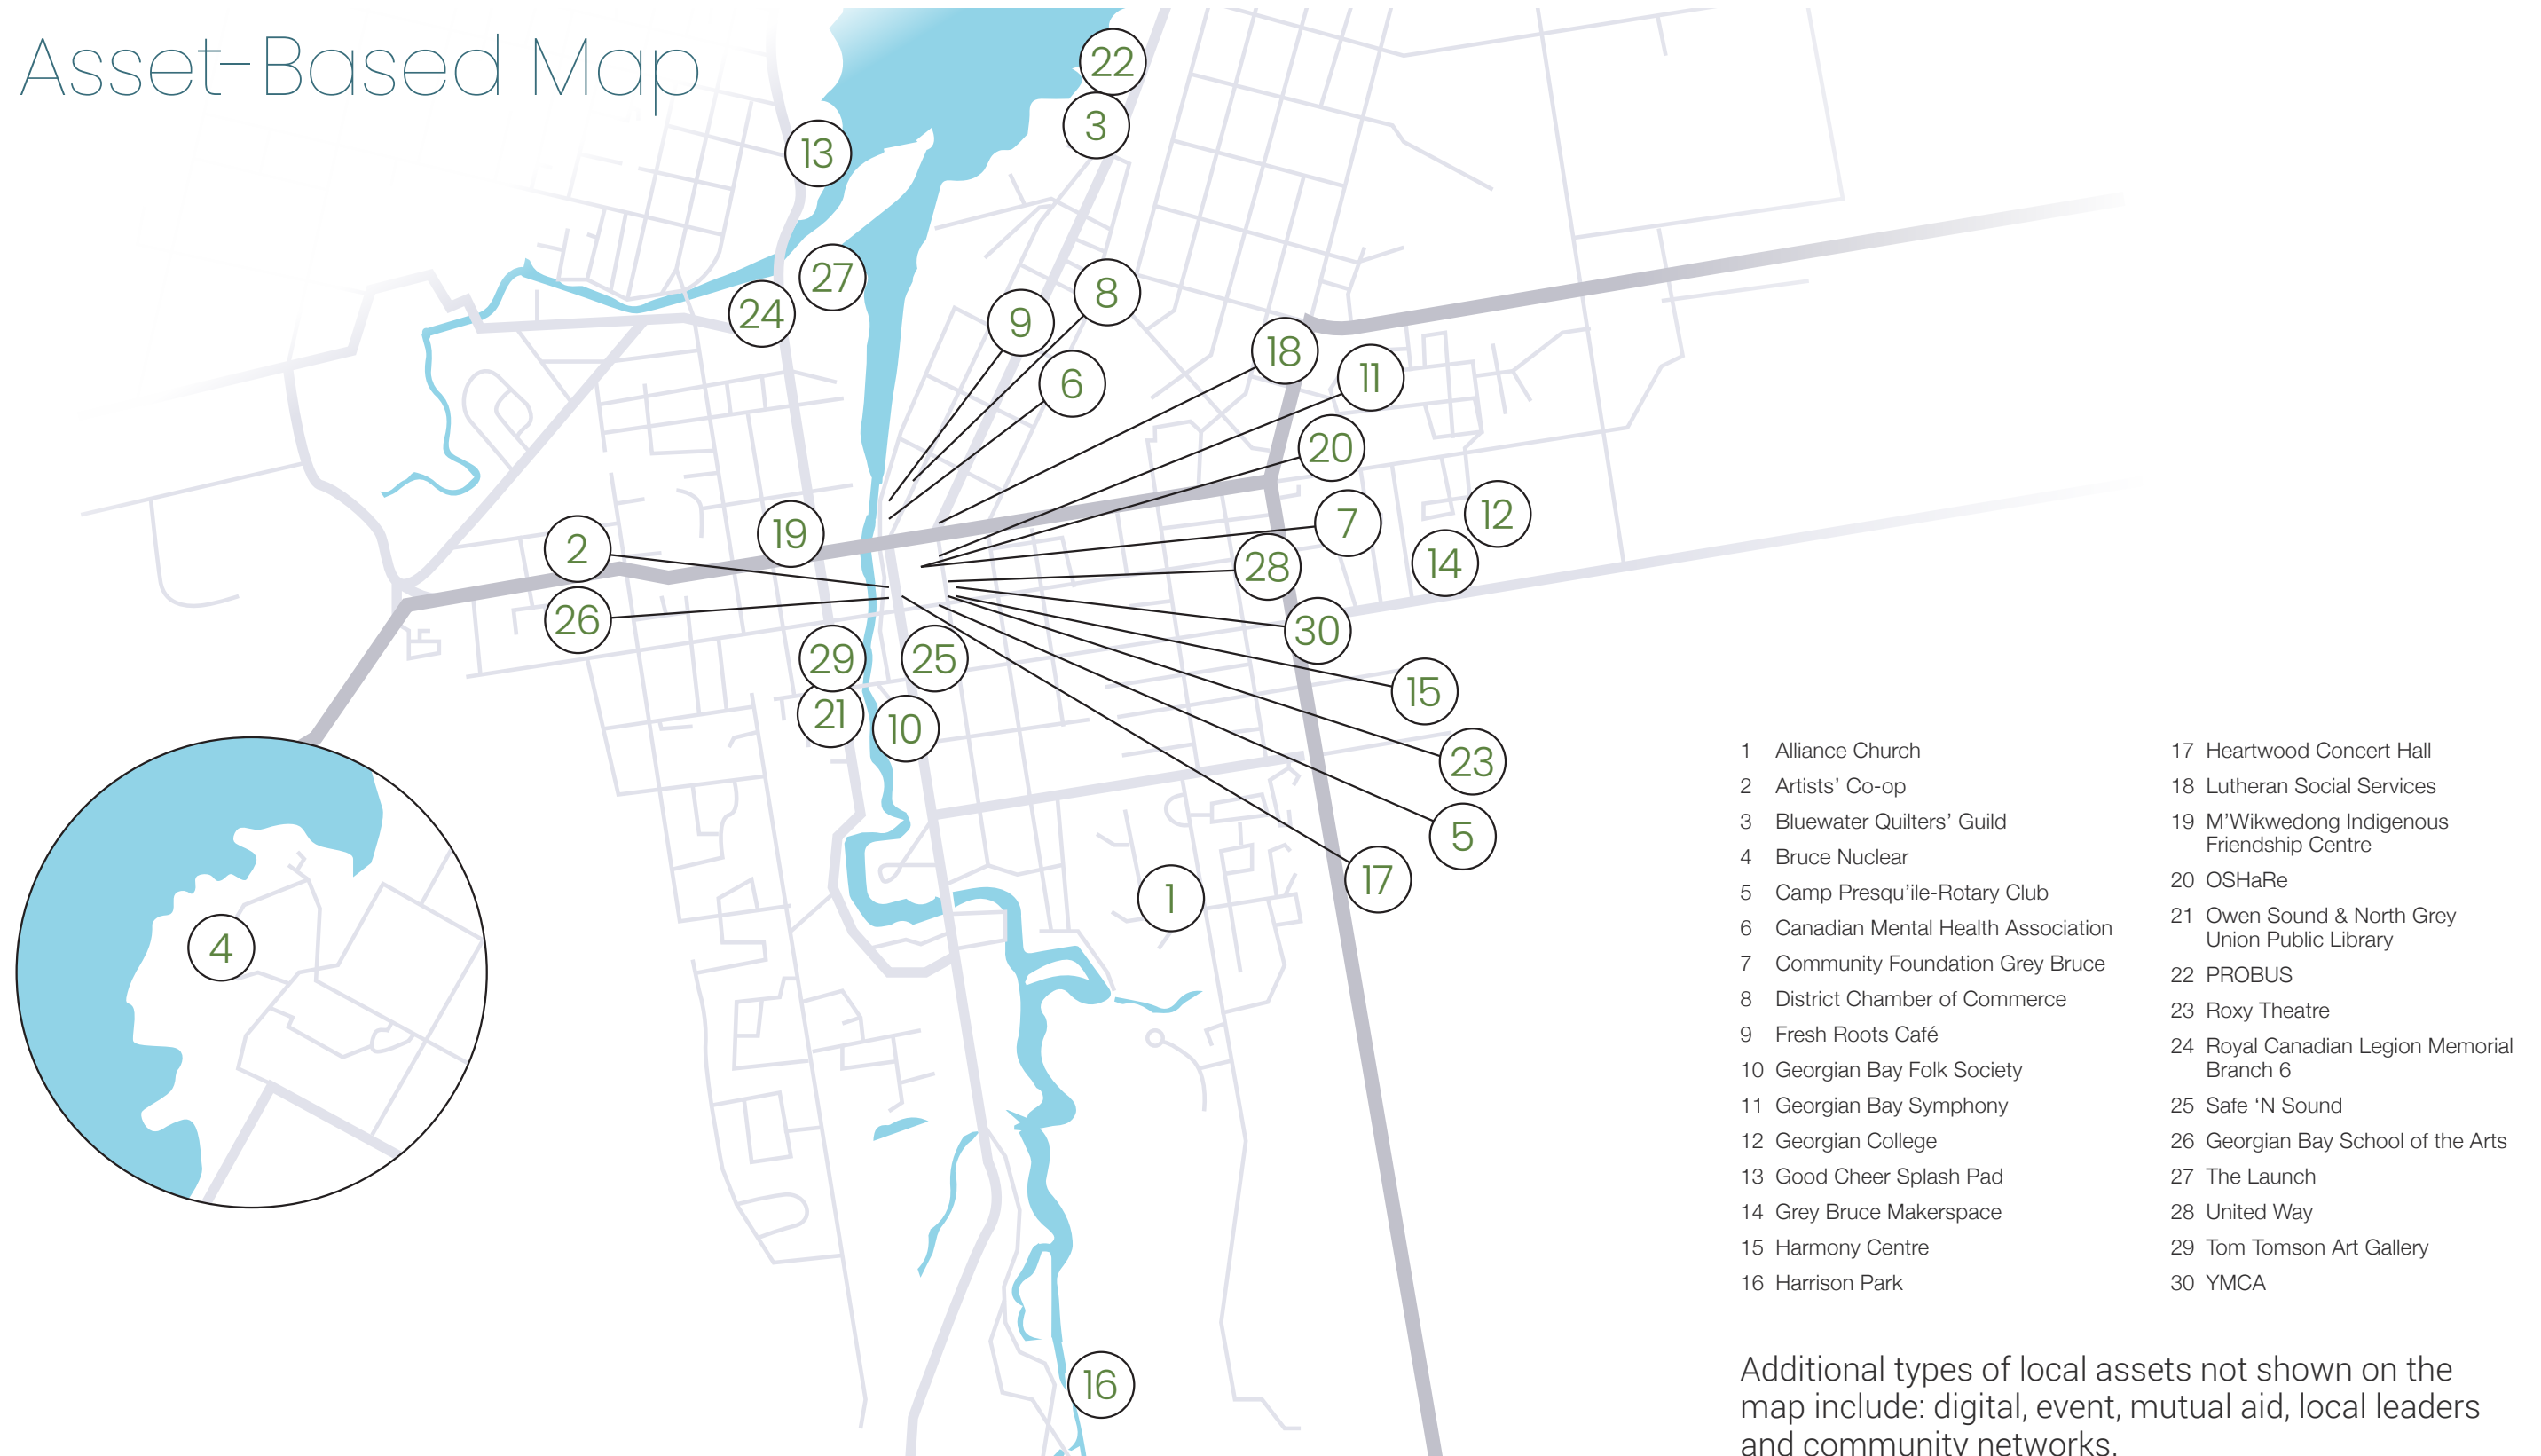 Asset-Based Map
22
3
13
27
24
8
9
6
18
11
20
7
12
14
28
19
2
26
30
29
25
21
10
15
23
5
17
1
4
16
1 Alliance Church
2 Artists’ Co-op
3 Bluewater Quilters’ Guild
4 Bruce Nuclear
5 Camp Presqu’ile-Rotary Club
6 Canadian Mental Health Association
7 Community Foundation Grey Bruce
8 District Chamber of Commerce
9 Fresh Roots Café
10 Georgian Bay Folk Society
11 Georgian Bay Symphony
12 Georgian College
13 Good Cheer Splash Pad
14 Grey Bruce Makerspace
15 Harmony Centre
16 Harrison Park
17 Heartwood Concert Hall
18 Lutheran Social Services
19 M’Wikwedong Indigenous
Friendship Centre
20 OSHaRe
21 Owen Sound & North Grey
Union Public Library
22 PROBUS
23 Roxy Theatre
24 Royal Canadian Legion Memorial
Branch 6
25 Safe ‘N Sound
26 Georgian Bay School of the Arts
27 The Launch
28 United Way
29 Tom Tomson Art Gallery
30 YMCA
Additional types of local assets not shown on the
map include: digital, event, mutual aid, local leaders
and community networks.